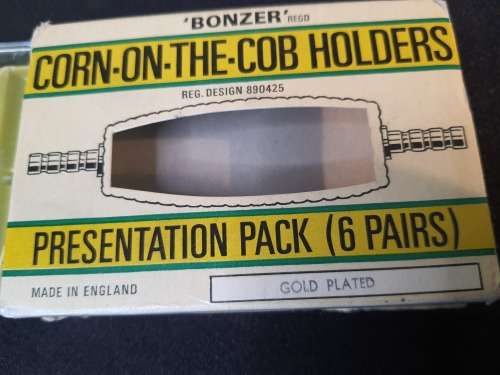 'BONZER' REGD
CORN-ON-THE-COB HOLDERS
REG. DESIGN 890425
PRESENTATION PACK (6 PAIRS)
MADE IN ENGLAND
GOLD PLATED